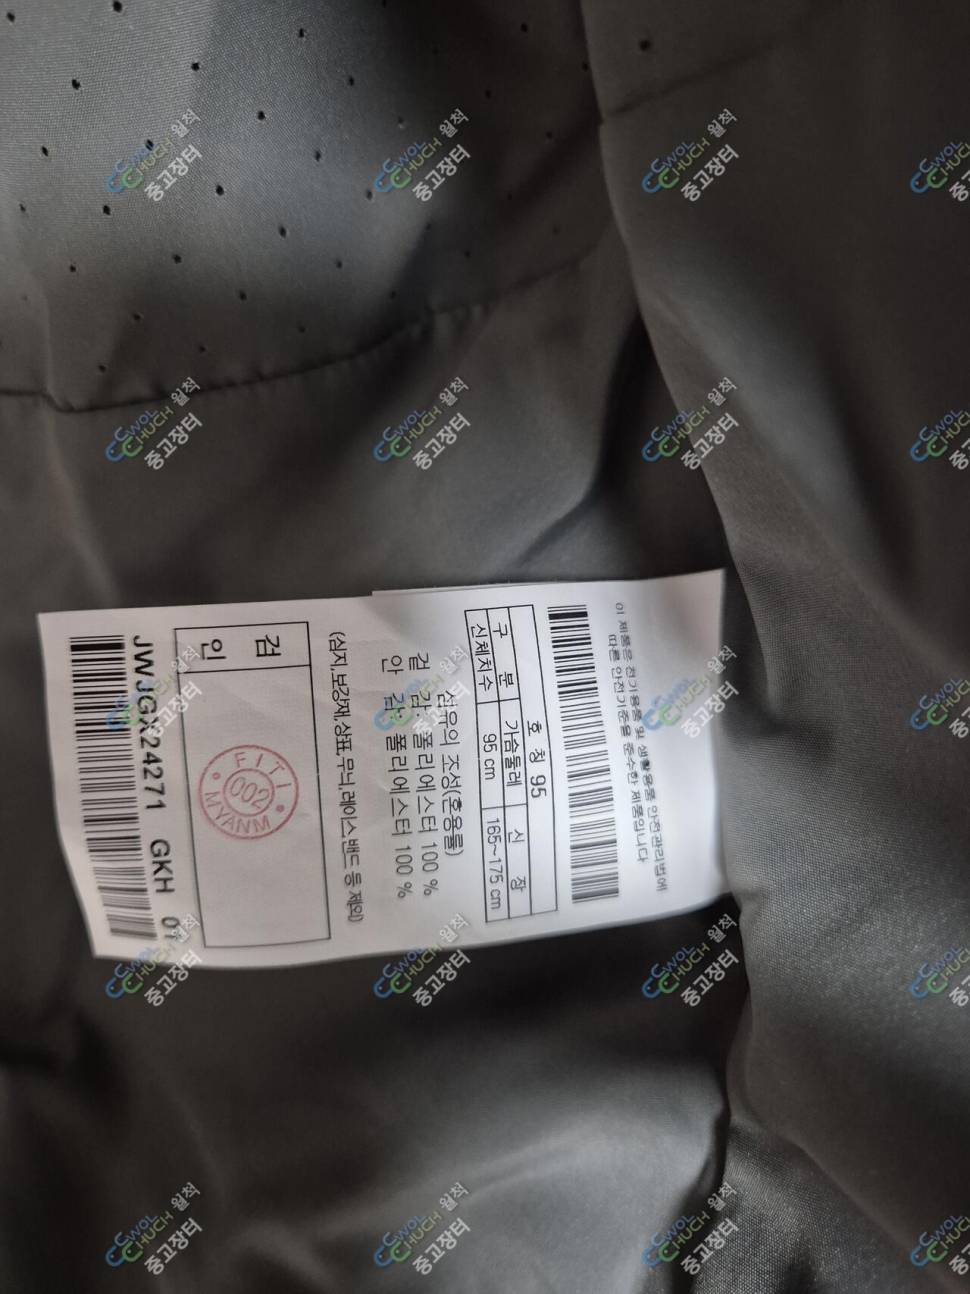 이 제품은 전기용품 및 생활용품 안전관리법에
따른 안전기준을 준수한 제품입니다
호 칭 95
구 분 가슴둘레 신 장
신체치수 95 cm 165~175 cm
섬유의 조성(혼용률)
겉 감 폴리에스터 100 %
안 감 폴리에스터 100 %
(심지,보강재,상표,무늬,레이스,밴드 등 제외)
검
인
FITI
002
MYANM
JWJGX24271 GKH 01
CWOL
CHUCH 월척
중고장터